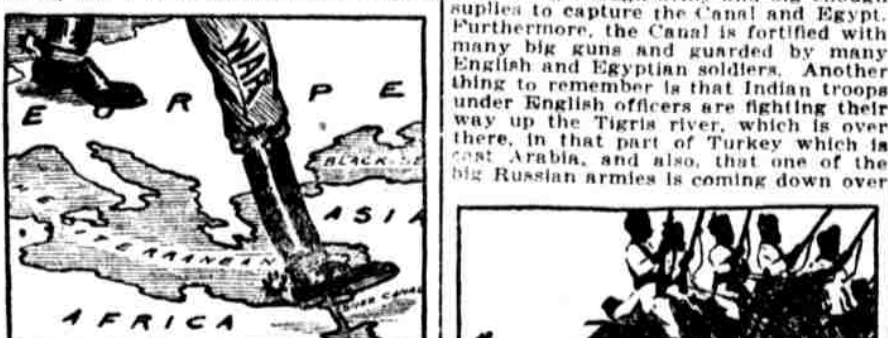 WAR
E R P E
BLACK SE
ASIA
TERRANEAN
CANAL
AFRICA
suplies to capture the Canal and Egypt.
Furthermore, the Canal is fortified with
many big guns and guarded by many
English and Egyptian soldiers. Another
thing to remember is that Indian troops
under English officers are fighting their
way up the Tigris river, which is over
there, in that part of Turkey which is
Arabia, and also, that one of the
big Russian armies is coming down over